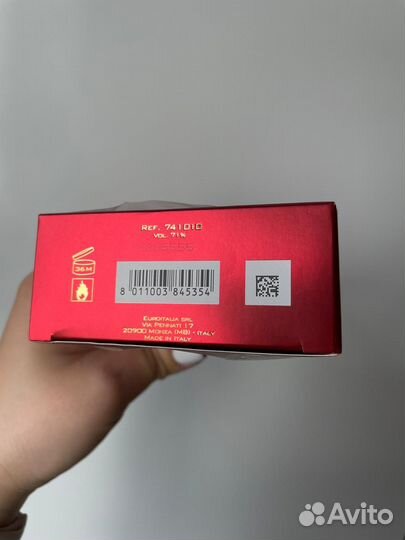 REF. 741010
VOL. 71%
36 M
8 011003 845354
EUROITALIA SRL
VIA PENNATI 17
20900 MONZA (MB) - ITALY
MADE IN ITALY
Avito